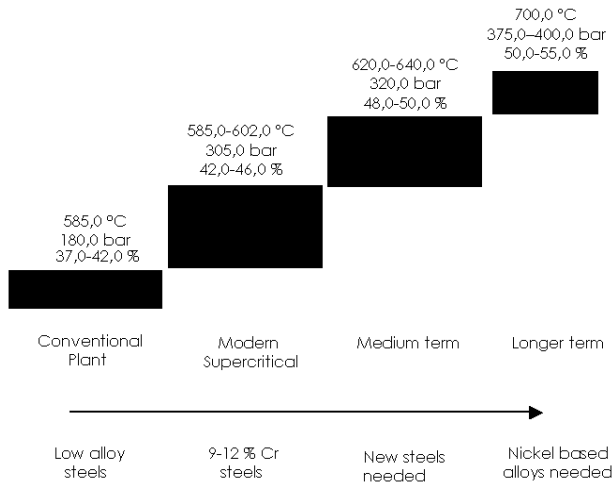 700,0 °C
375,0–400,0 bar
50,0-55,0 %
620,0-640,0 °C
320,0 bar
48,0-50,0 %
585,0-602,0 °C
305,0 bar
42,0-46,0 %
585,0 °C
180,0 bar
37,0-42,0 %
Conventional
Plant
Modern
Supercritical
Medium term
Longer term
Low alloy
steels
9-12 % Cr
steels
New steels
needed
Nickel based
alloys needed